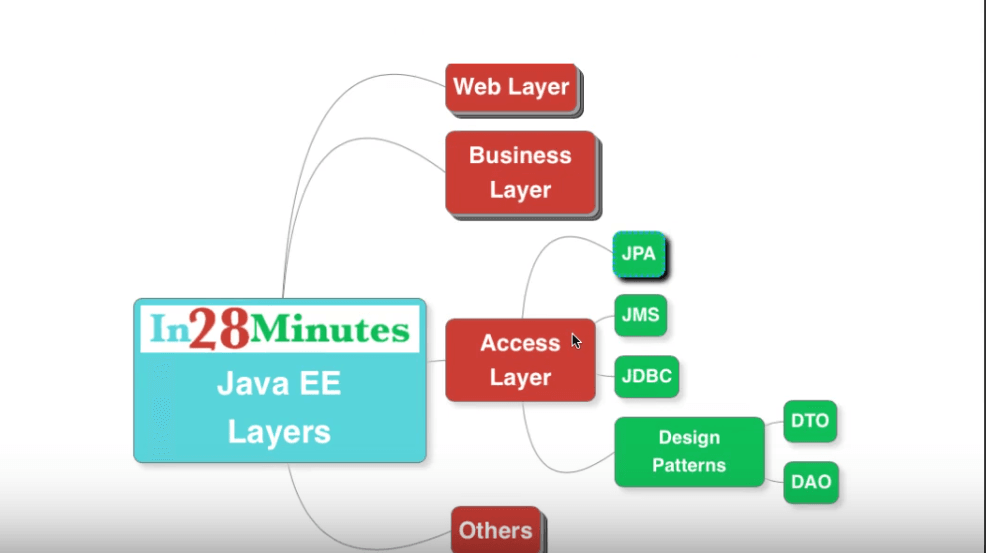 Web Layer
Business
Layer
JPA
JMS
In28Minutes
Java EE
Layers
Access
Layer
JDBC
Design
Patterns
DTO
DAO
Others